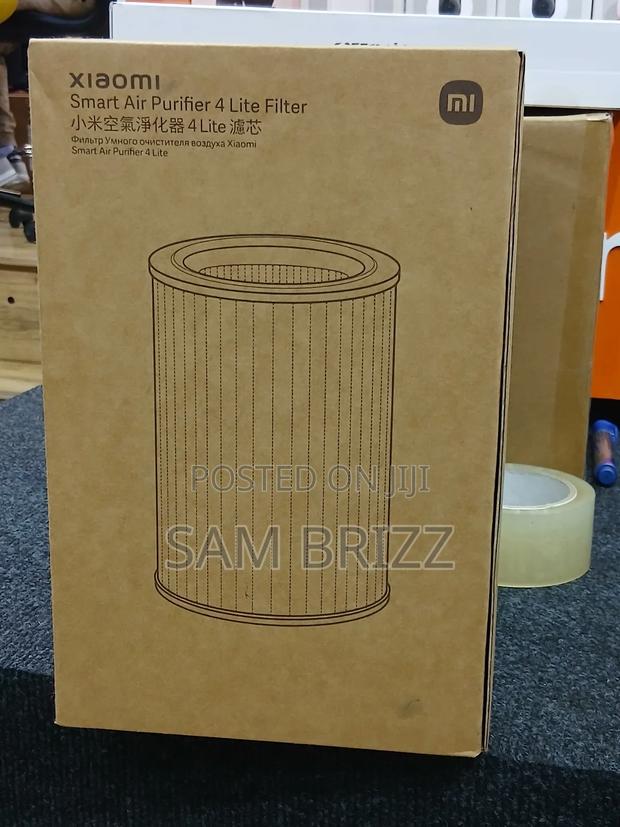 xiaomi
Smart Air Purifier 4 Lite Filter
小米空氣淨化器 4 Lite 濾芯
Фильтр Умного очистителя воздуха Xiaomi
Smart Air Purifier 4 Lite
mi
POSTED ON JIJI
SAM BRIZZ